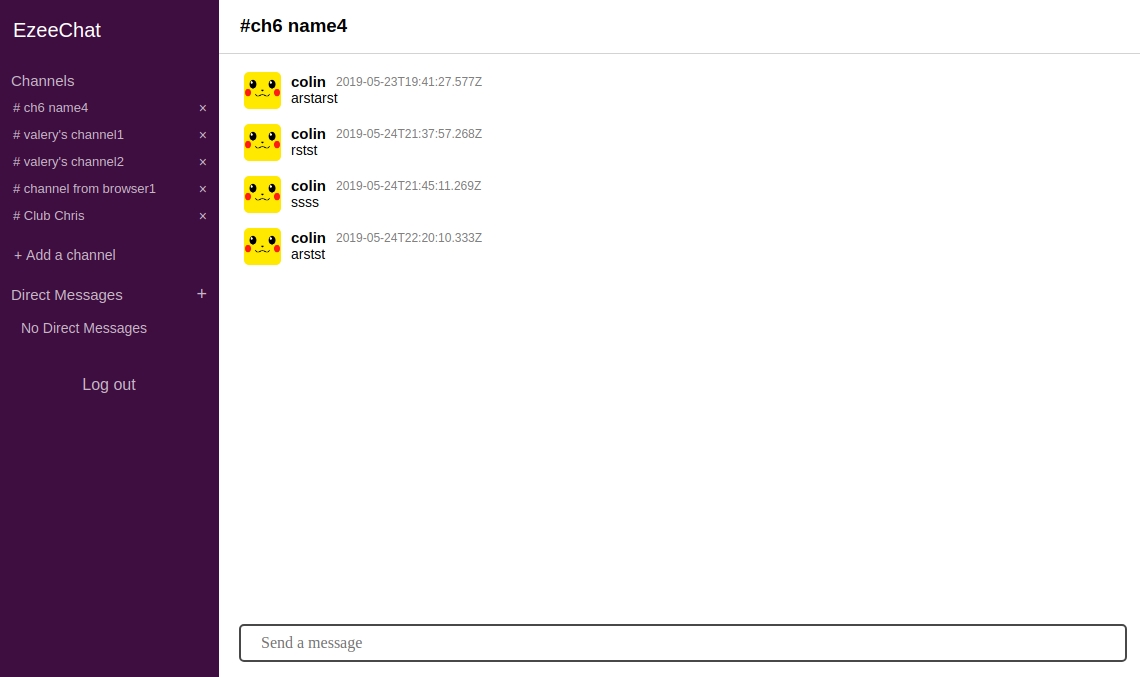 EzeeChat
Channels
# ch6 name4 ×
# valery's channel1 ×
# valery's channel2 ×
# channel from browser1 ×
# Club Chris ×
+ Add a channel
Direct Messages +
No Direct Messages
Log out
#ch6 name4
colin 2019-05-23T19:41:27.577Z
arstarst
colin 2019-05-24T21:37:57.268Z
rstst
colin 2019-05-24T21:45:11.269Z
ssss
colin 2019-05-24T22:20:10.333Z
arstst
Send a message